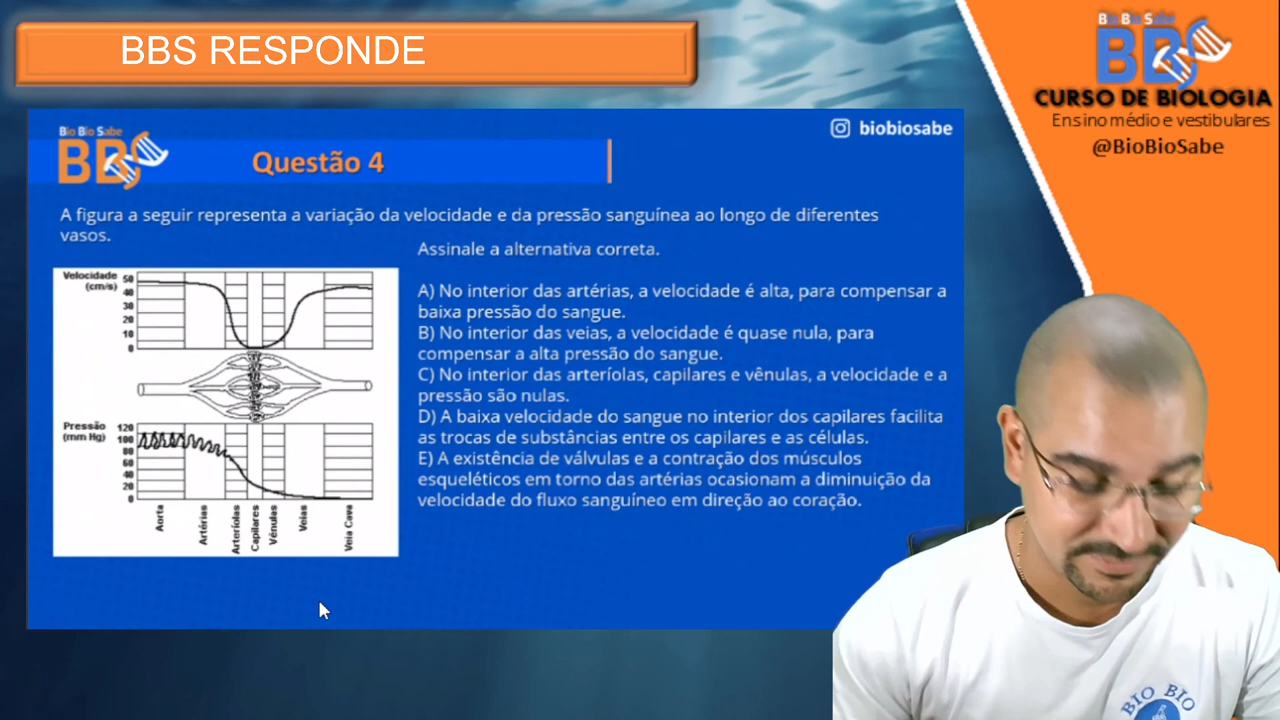 BBS RESPONDE
Bio Bio Sabe
BBS
CURSO DE BIOLOGIA
Ensino médio e vestibulares
@BioBioSabe
biobiosabe
Bio Bio Sabe
BBS
Questão 4
A figura a seguir representa a variação da velocidade e da pressão sanguínea ao longo de diferentes
vasos.
Assinale a alternativa correta.
A) No interior das artérias, a velocidade é alta, para compensar a
baixa pressão do sangue.
B) No interior das veias, a velocidade é quase nula, para
compensar a alta pressão do sangue.
C) No interior das arteríolas, capilares e vênulas, a velocidade e a
pressão são nulas.
D) A baixa velocidade do sangue no interior dos capilares facilita
as trocas de substâncias entre os capilares e as células.
E) A existência de válvulas e a contração dos músculos
esqueléticos em torno das artérias ocasionam a diminuição da
velocidade do fluxo sanguíneo em direção ao coração.
Velocidade
(cm/s)
50
40
30
20
10
0
Pressão
(mm Hg)
120
100
80
60
40
20
0
Aorta
Artérias
Arteríolas
Capilares
Vênulas
Veias
Veia Cava
BIO BIO